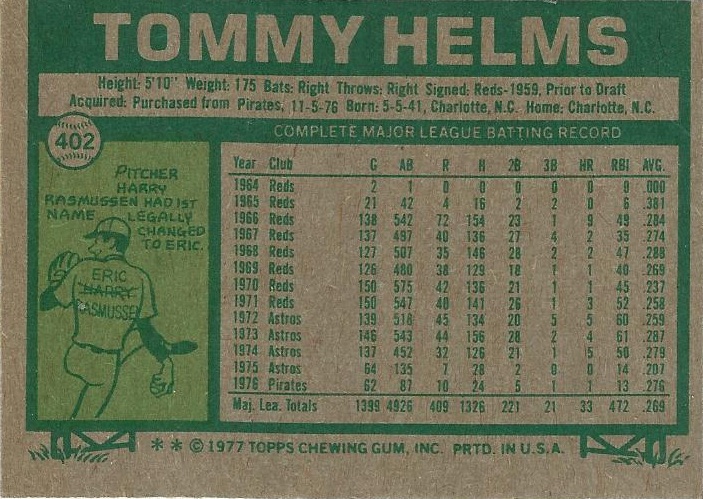 TOMMY HELMS
Height: 5'10" Weight: 175 Bats: Right Throws: Right Signed: Reds-1959, Prior to Draft
Acquired: Purchased from Pirates, 11-5-76 Born: 5-5-41, Charlotte, N.C. Home: Charlotte, N.C.
402
COMPLETE MAJOR LEAGUE BATTING RECORD
PITCHER
HARRY
RASMUSSEN HAD 1ST
NAME LEGALLY
CHANGED
TO ERIC.
ERIC
HARRY
RASMUSSEN
Year Club G AB R H 2B 3B HR RBI AVG.
1964 Reds 2 1 0 0 0 0 0 0 .000
1965 Reds 21 42 4 16 2 2 0 6 .381
1966 Reds 138 542 72 154 23 1 9 49 .284
1967 Reds 137 497 40 136 27 4 2 35 .274
1968 Reds 127 507 35 146 28 2 2 47 .288
1969 Reds 126 480 38 129 18 1 1 40 .269
1970 Reds 150 575 42 136 21 1 1 45 .237
1971 Reds 150 547 40 141 26 1 3 52 .258
1972 Astros 139 518 45 134 20 5 5 60 .259
1973 Astros 146 543 44 156 28 2 4 61 .287
1974 Astros 137 452 32 126 21 1 5 50 .279
1975 Astros 64 135 7 28 2 0 0 14 .207
1976 Pirates 62 87 10 24 5 1 1 13 .276
Maj. Lea. Totals 1399 4926 409 1326 221 21 33 472 .269
* * © 1977 TOPPS CHEWING GUM, INC. PRTD. IN U.S.A.